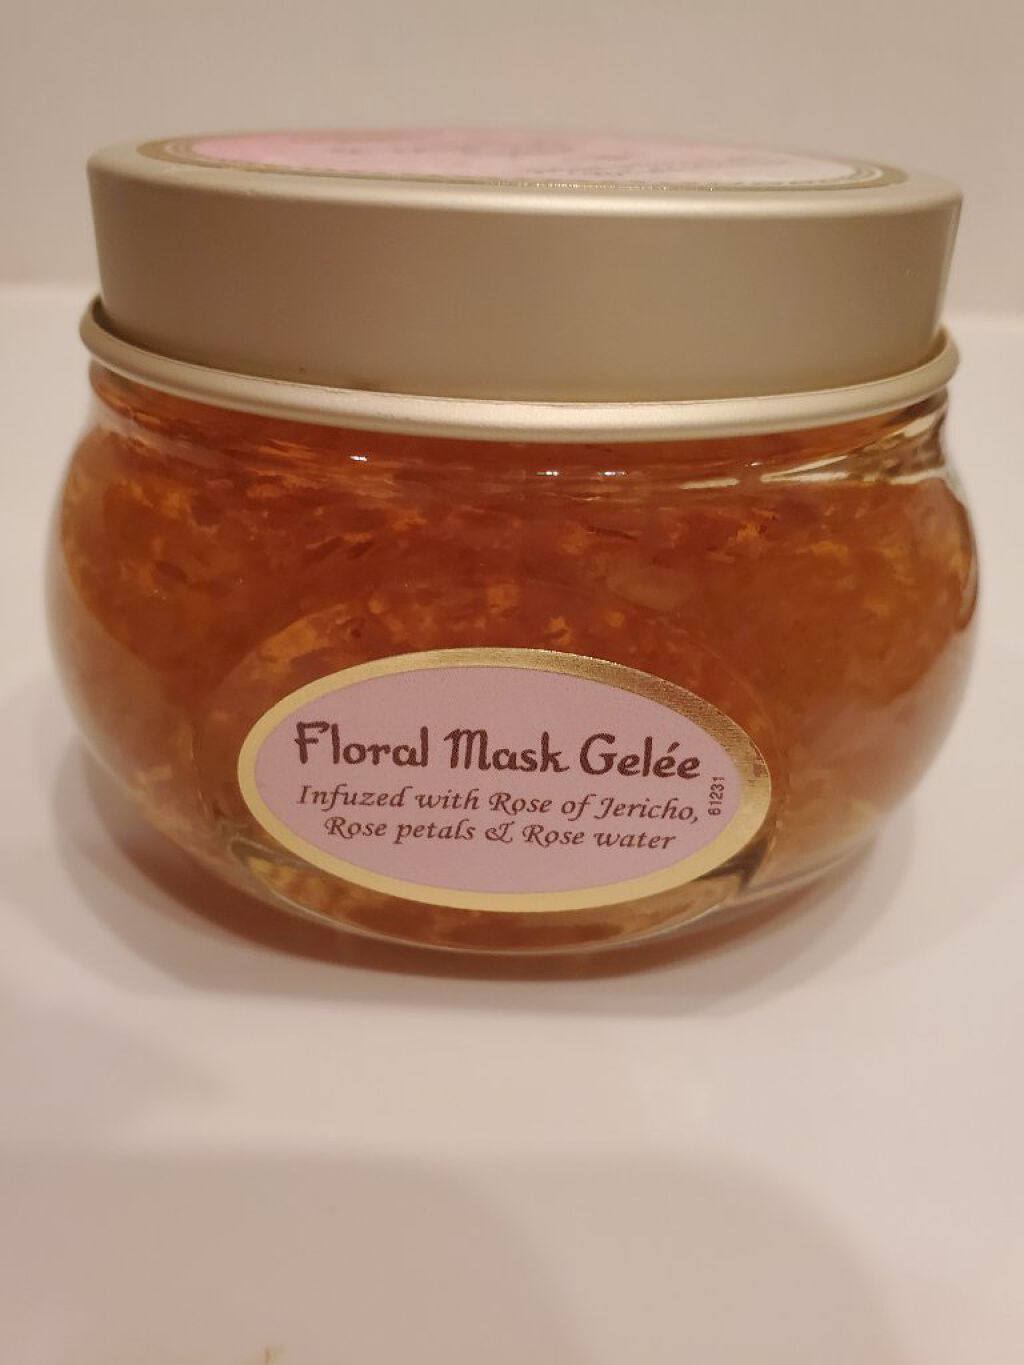 Floral Mask Gelée
Infuzed with Rose of Jericho,
Rose petals & Rose water
61231